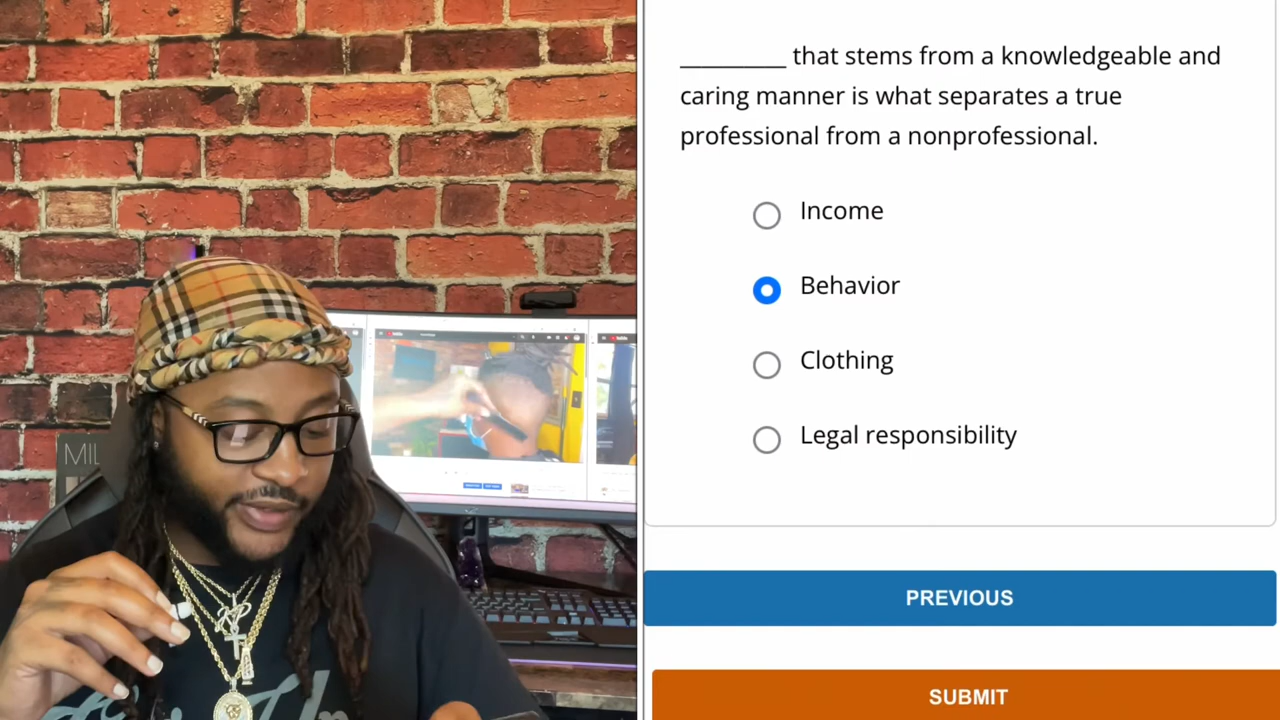 __________ that stems from a knowledgeable and
caring manner is what separates a true
professional from a nonprofessional.
Income
Behavior
Clothing
Legal responsibility
PREVIOUS
SUBMIT
MIL